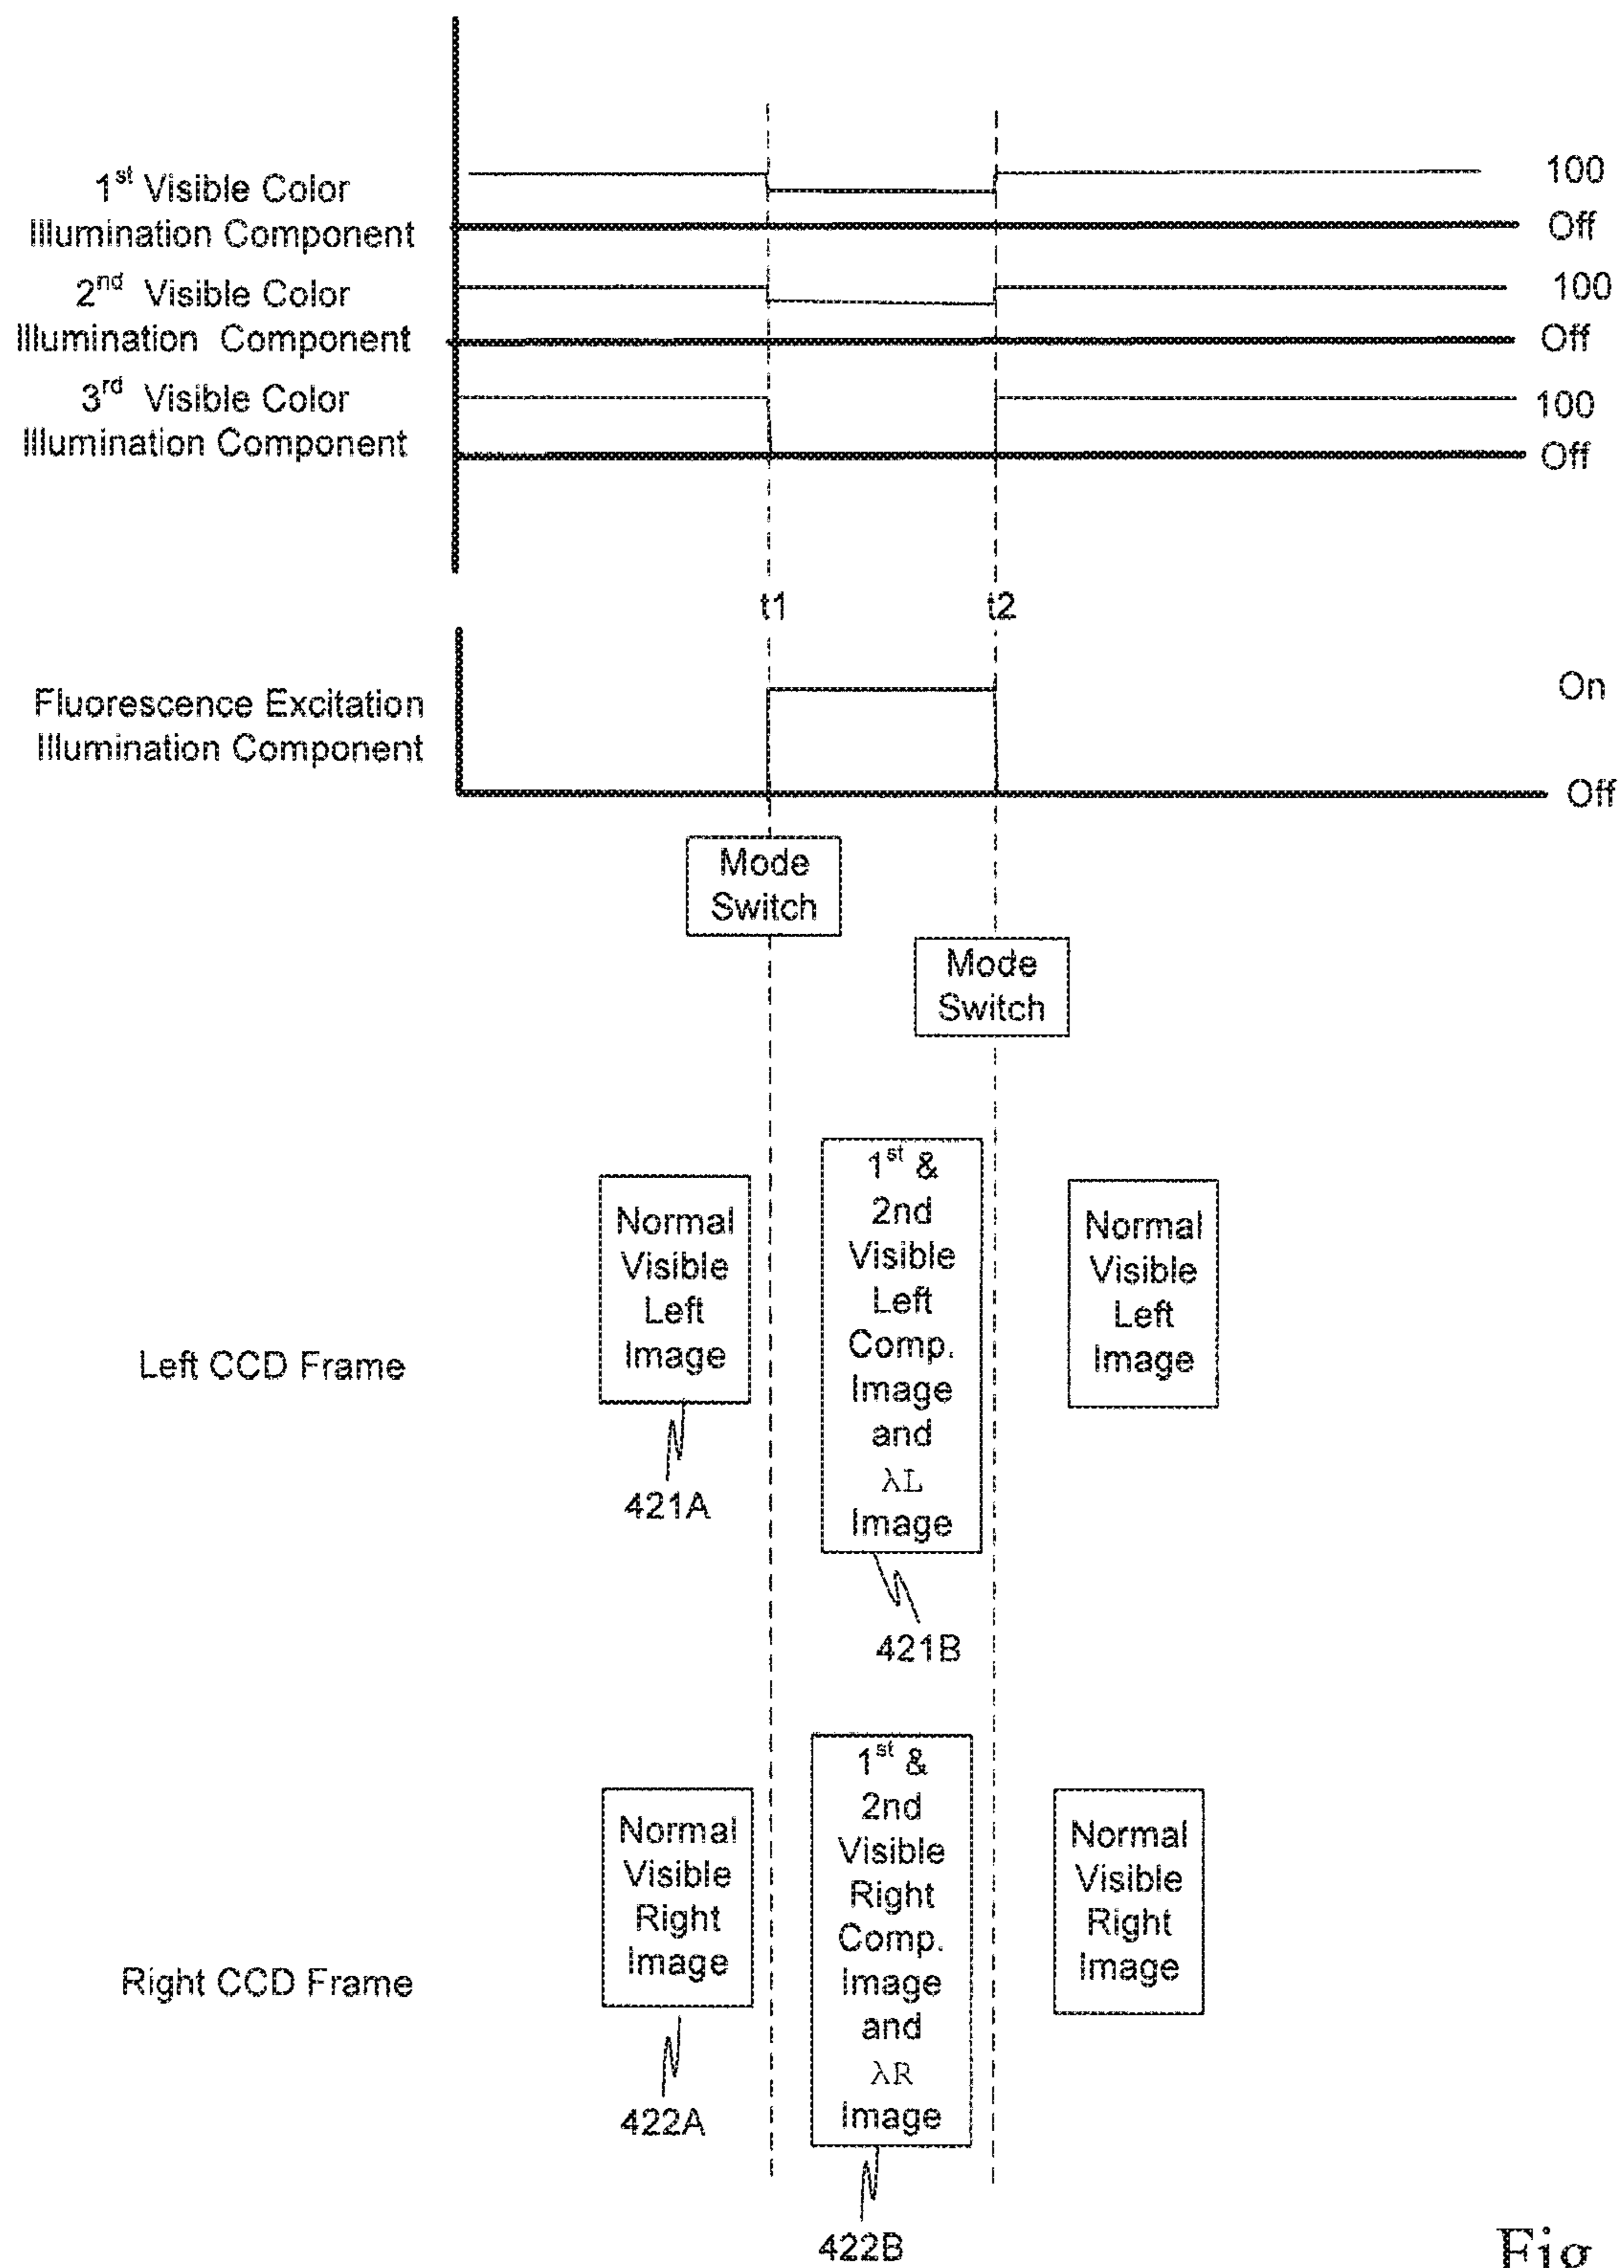 1st Visible Color
Illumination Component
100
Off
2nd Visible Color
Illumination Component
100
Off
3rd Visible Color
Illumination Component
100
Off
t1
t2
Fluorescence Excitation
Illumination Component
On
Off
Mode
Switch
Mode
Switch
Left CCD Frame
Normal
Visible
Left
Image
421A
1st &
2nd
Visible
Left
Comp.
Image
and
λL
Image
421B
Normal
Visible
Left
Image
Right CCD Frame
Normal
Visible
Right
Image
422A
1st &
2nd
Visible
Right
Comp.
Image
and
λR
Image
422B
Normal
Visible
Right
Image
Fig